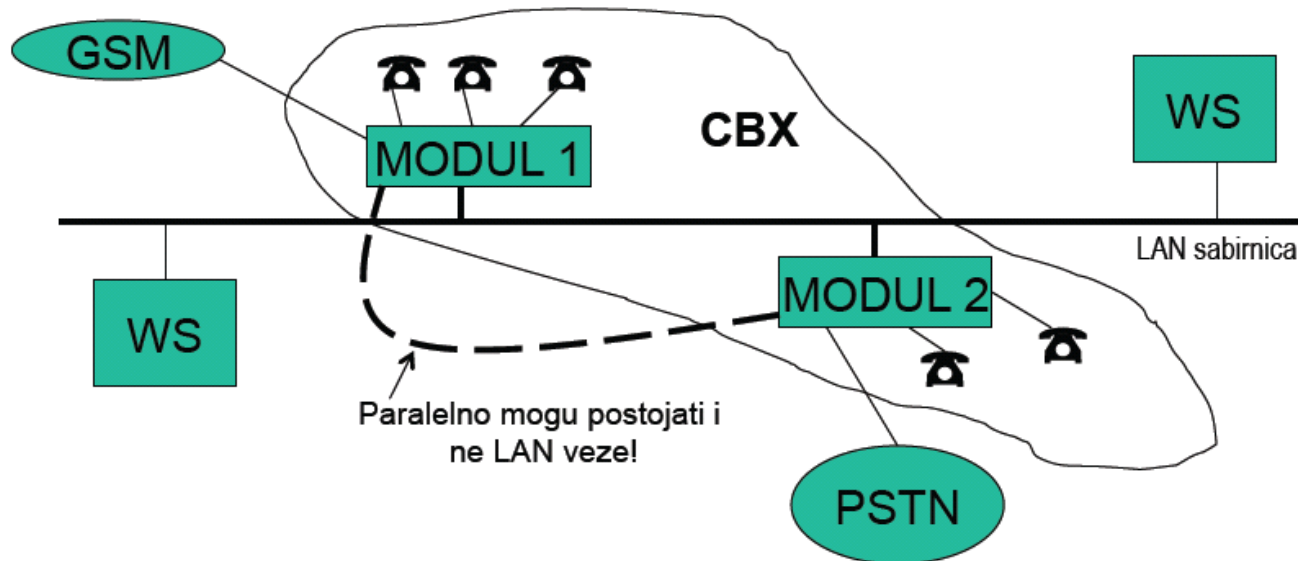 GSM
CBX
WS
MODUL 1
LAN sabirnica
WS
MODUL 2
Paralelno mogu postojati i
ne LAN veze!
PSTN